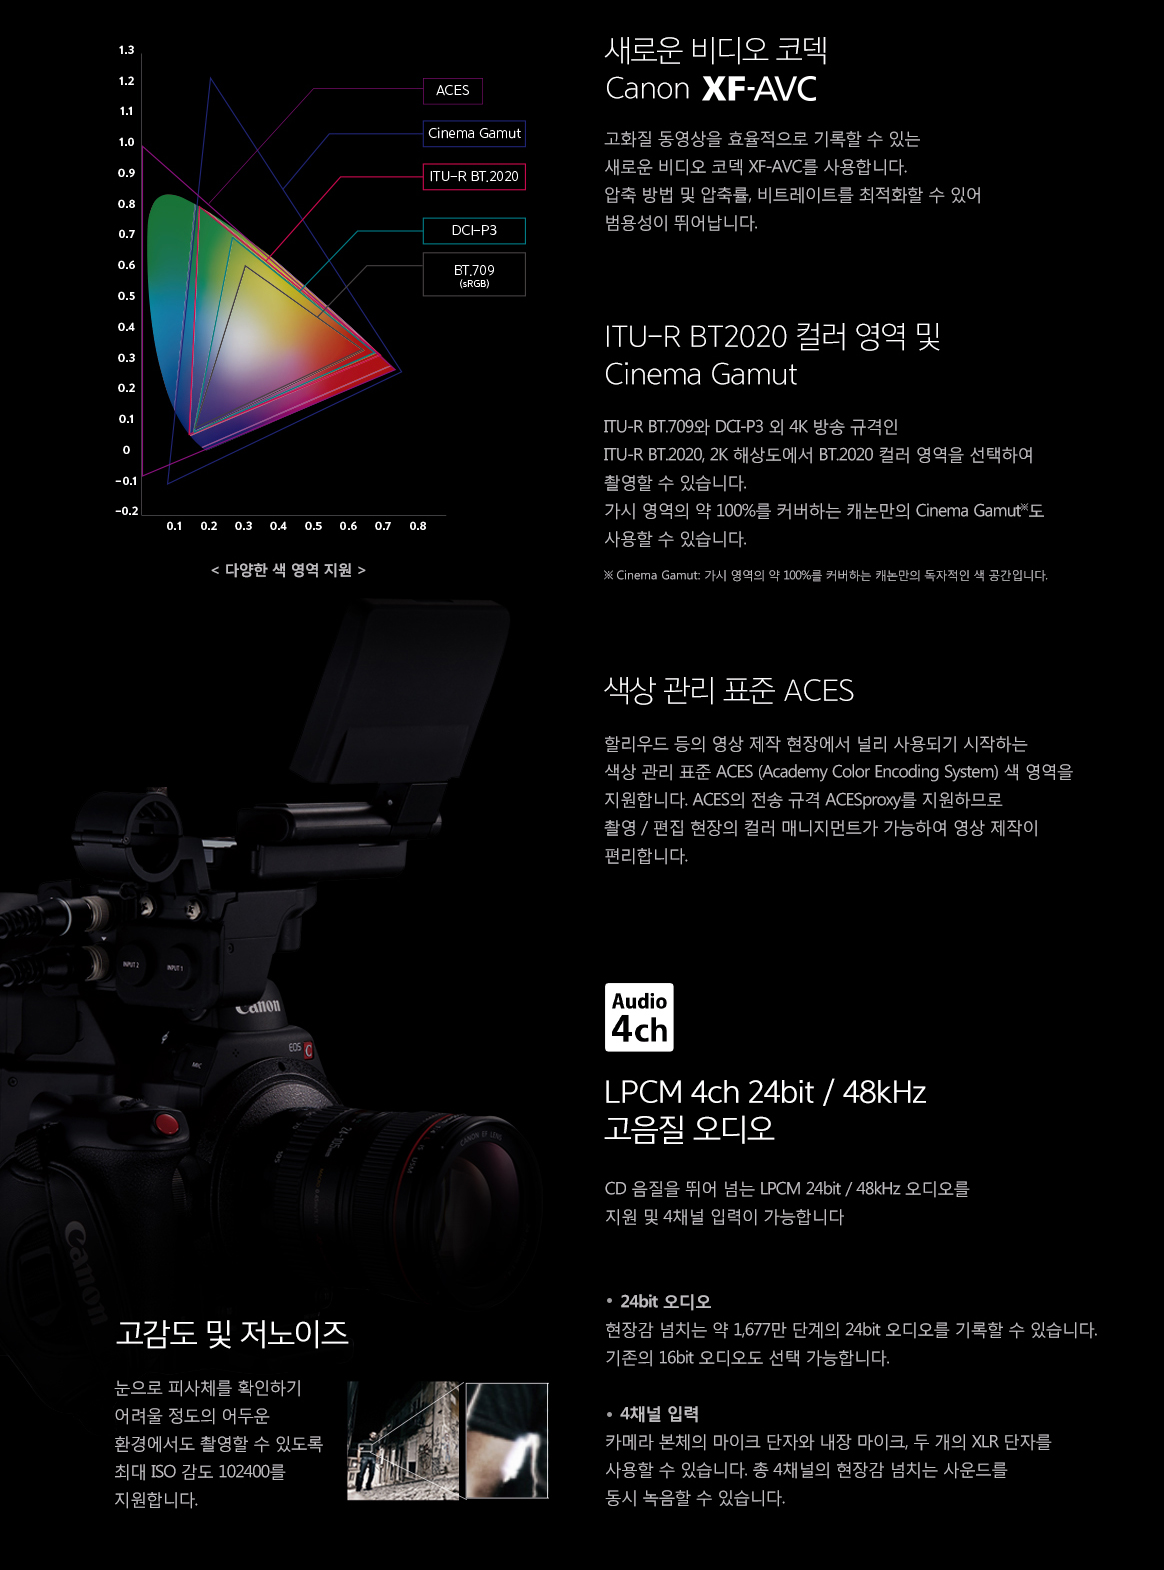 1.3
1.2
1.1
1.0
0.9
0.8
0.7
0.6
0.5
0.4
0.3
0.2
0.1
0
-0.1
-0.2
0.1 0.2 0.3 0.4 0.5 0.6 0.7 0.8
ACES
Cinema Gamut
ITU-R BT.2020
DCI-P3
BT.709
(sRGB)
< 다양한 색 영역 지원 >
새로운 비디오 코덱
Canon XF-AVC
고화질 동영상을 효율적으로 기록할 수 있는
새로운 비디오 코덱 XF-AVC를 사용합니다.
압축 방법 및 압축률, 비트레이트를 최적화할 수 있어
범용성이 뛰어납니다.
ITU-R BT2020 컬러 영역 및
Cinema Gamut
ITU-R BT.709와 DCI-P3 외 4K 방송 규격인
ITU-R BT.2020, 2K 해상도에서 BT.2020 컬러 영역을 선택하여
촬영할 수 있습니다.
가시 영역의 약 100%를 커버하는 캐논만의 Cinema Gamut※도
사용할 수 있습니다.
※ Cinema Gamut: 가시 영역의 약 100%를 커버하는 캐논만의 독자적인 색 공간입니다.
색상 관리 표준 ACES
할리우드 등의 영상 제작 현장에서 널리 사용되기 시작하는
색상 관리 표준 ACES (Academy Color Encoding System) 색 영역을
지원합니다. ACES의 전송 규격 ACESproxy를 지원하므로
촬영 / 편집 현장의 컬러 매니지먼트가 가능하여 영상 제작이
편리합니다.
INPUT 2
INPUT 1
Canon
EOS C
MIC
24-105mm
CANON EF LENS
Canon
Audio
4ch
LPCM 4ch 24bit / 48kHz
고음질 오디오
CD 음질을 뛰어 넘는 LPCM 24bit / 48kHz 오디오를
지원 및 4채널 입력이 가능합니다
• 24bit 오디오
현장감 넘치는 약 1,677만 단계의 24bit 오디오를 기록할 수 있습니다.
기존의 16bit 오디오도 선택 가능합니다.
• 4채널 입력
카메라 본체의 마이크 단자와 내장 마이크, 두 개의 XLR 단자를
사용할 수 있습니다. 총 4채널의 현장감 넘치는 사운드를
동시 녹음할 수 있습니다.
고감도 및 저노이즈
눈으로 피사체를 확인하기
어려울 정도의 어두운
환경에서도 촬영할 수 있도록
최대 ISO 감도 102400를
지원합니다.